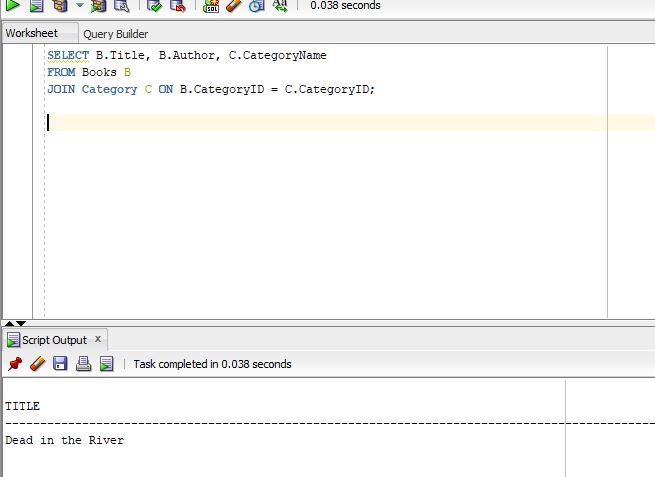 0.038 seconds
Worksheet Query Builder
SELECT B.Title, B.Author, C.CategoryName
FROM Books B
JOIN Category C ON B.CategoryID = C.CategoryID;
Script Output x
Task completed in 0.038 seconds
TITLE
--------------------------------------------------------------------------------------------
Dead in the River